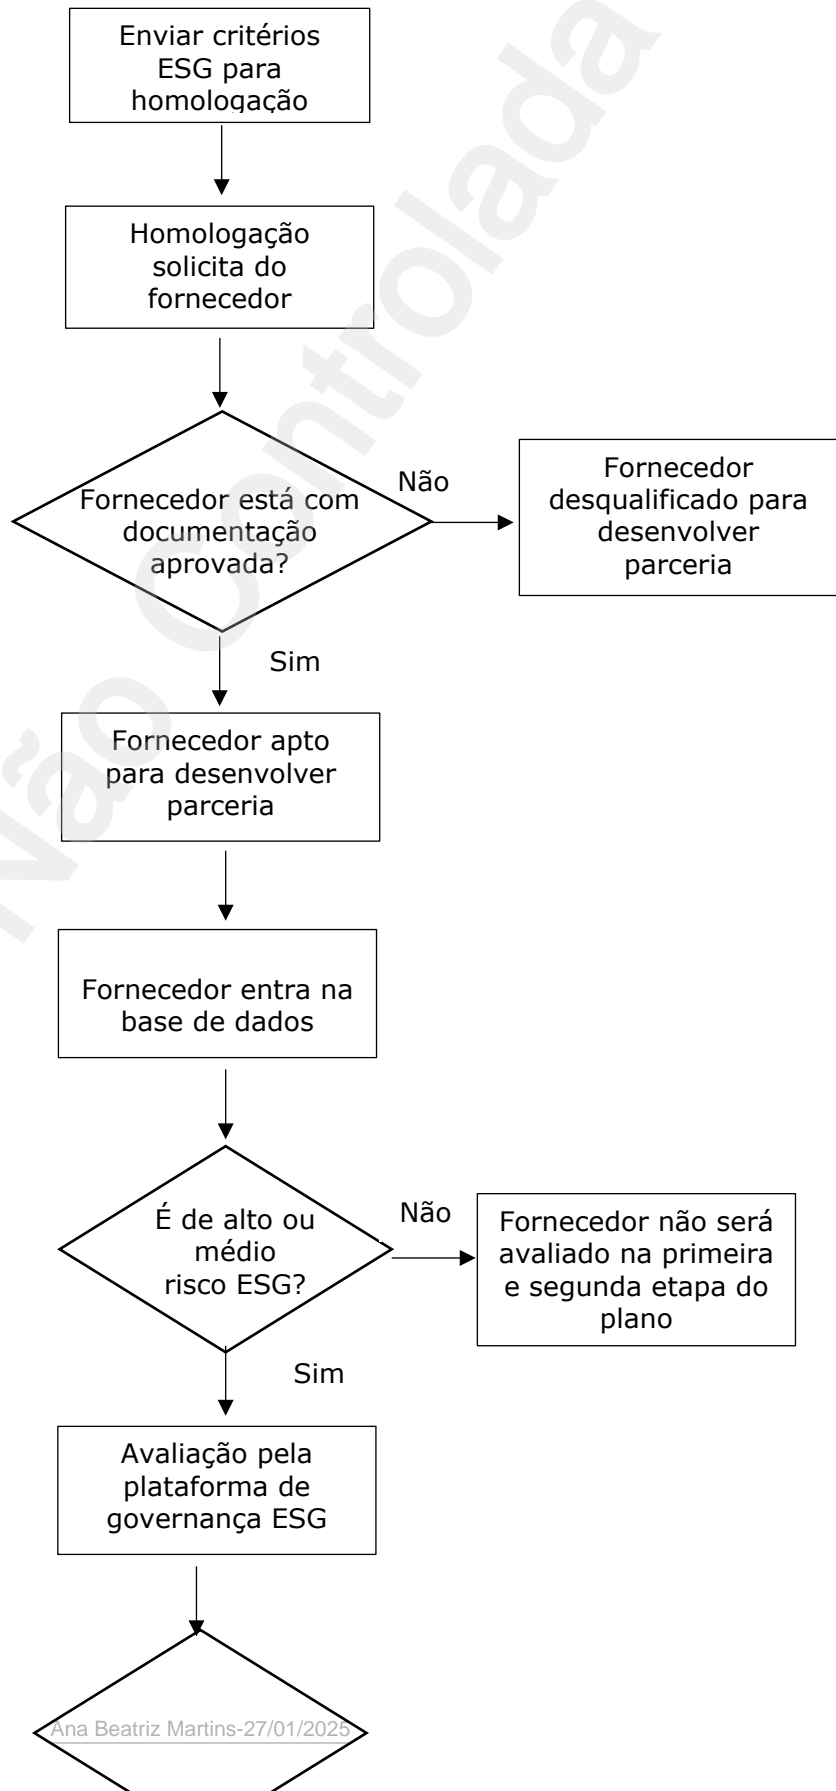 Enviar critérios
ESG para
homologação
Homologação
solicita do
fornecedor
Fornecedor está com
documentação
aprovada?
Não
Fornecedor
desqualificado para
desenvolver
parceria
Sim
Fornecedor apto
para desenvolver
parceria
Fornecedor entra na
base de dados
É de alto ou
médio
risco ESG?
Não
Fornecedor não será
avaliado na primeira
e segunda etapa do
plano
Sim
Avaliação pela
plataforma de
governança ESG
Ana Beatriz Martins-27/01/2025
Não Controlada